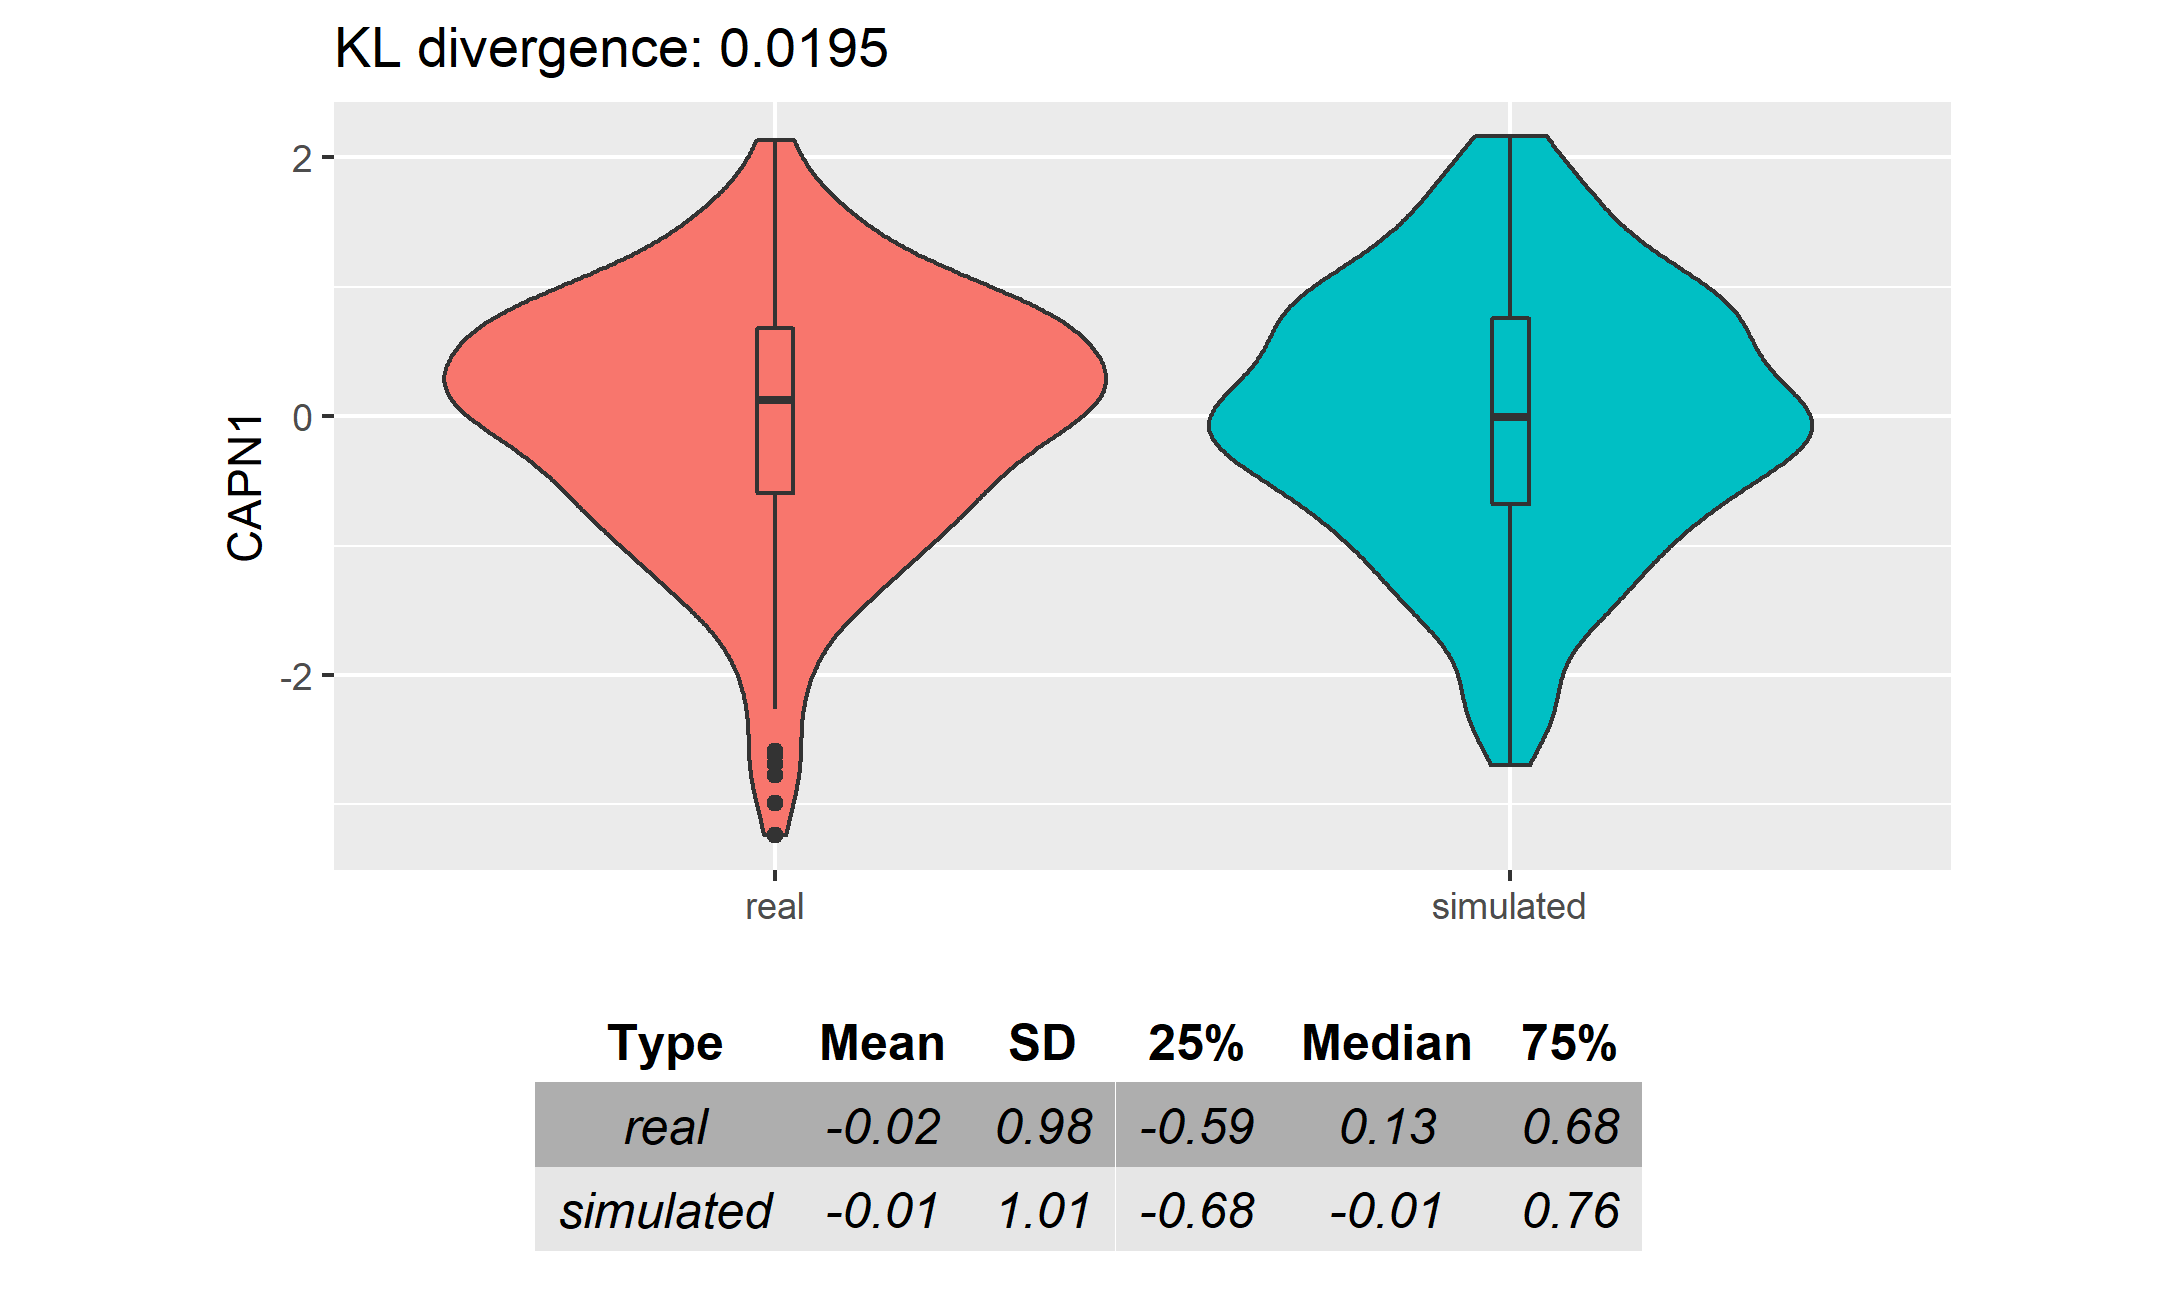 KL divergence: 0.0195
2
0
-2
CAPN1
real simulated
Type Mean SD 25% Median 75%
real -0.02 0.98 -0.59 0.13 0.68
simulated -0.01 1.01 -0.68 -0.01 0.76